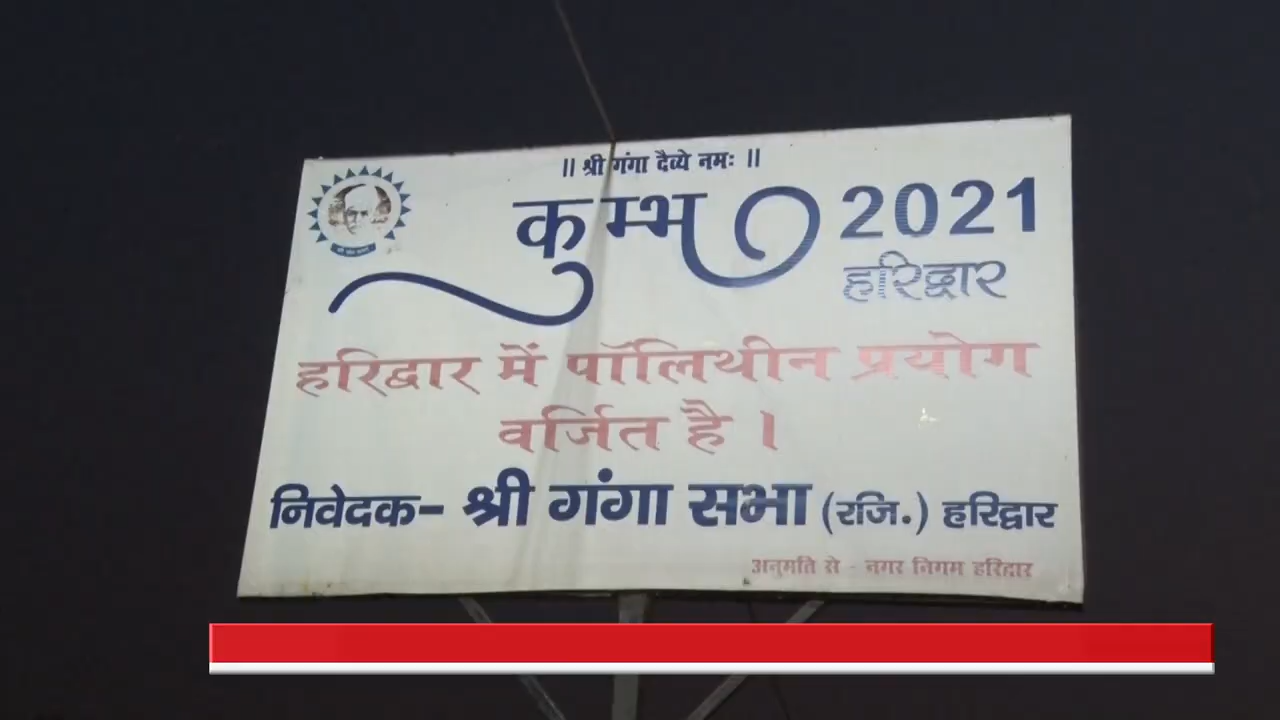 || श्री गंगा दैव्ये नमः ||
कुम्भ 2021
हरिद्वार
हरिद्वार में पॉलिथीन प्रयोग
वर्जित है ।
निवेदक- श्री गंगा सभा (रजि.) हरिद्वार
अनुमति से - नगर निगम हरिद्वार